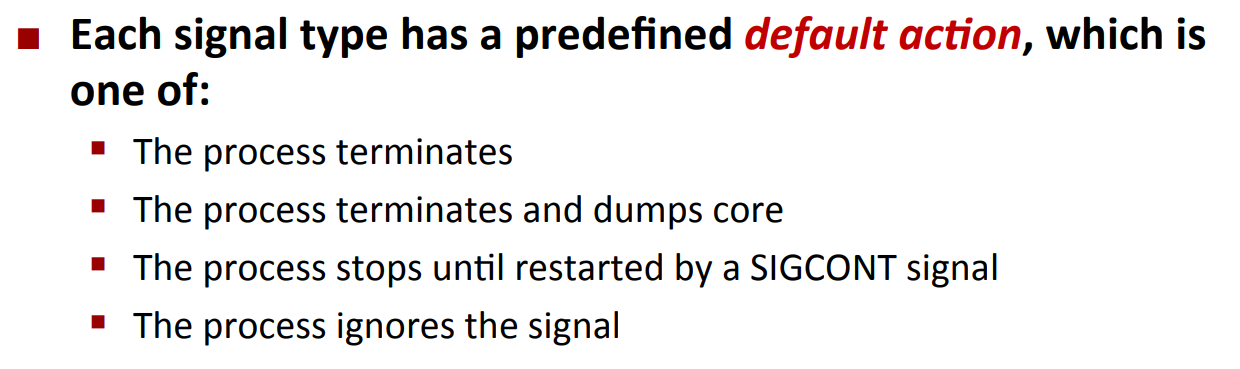 Each signal type has a predefined default action, which is
one of:
The process terminates
The process terminates and dumps core
The process stops until restarted by a SIGCONT signal
The process ignores the signal